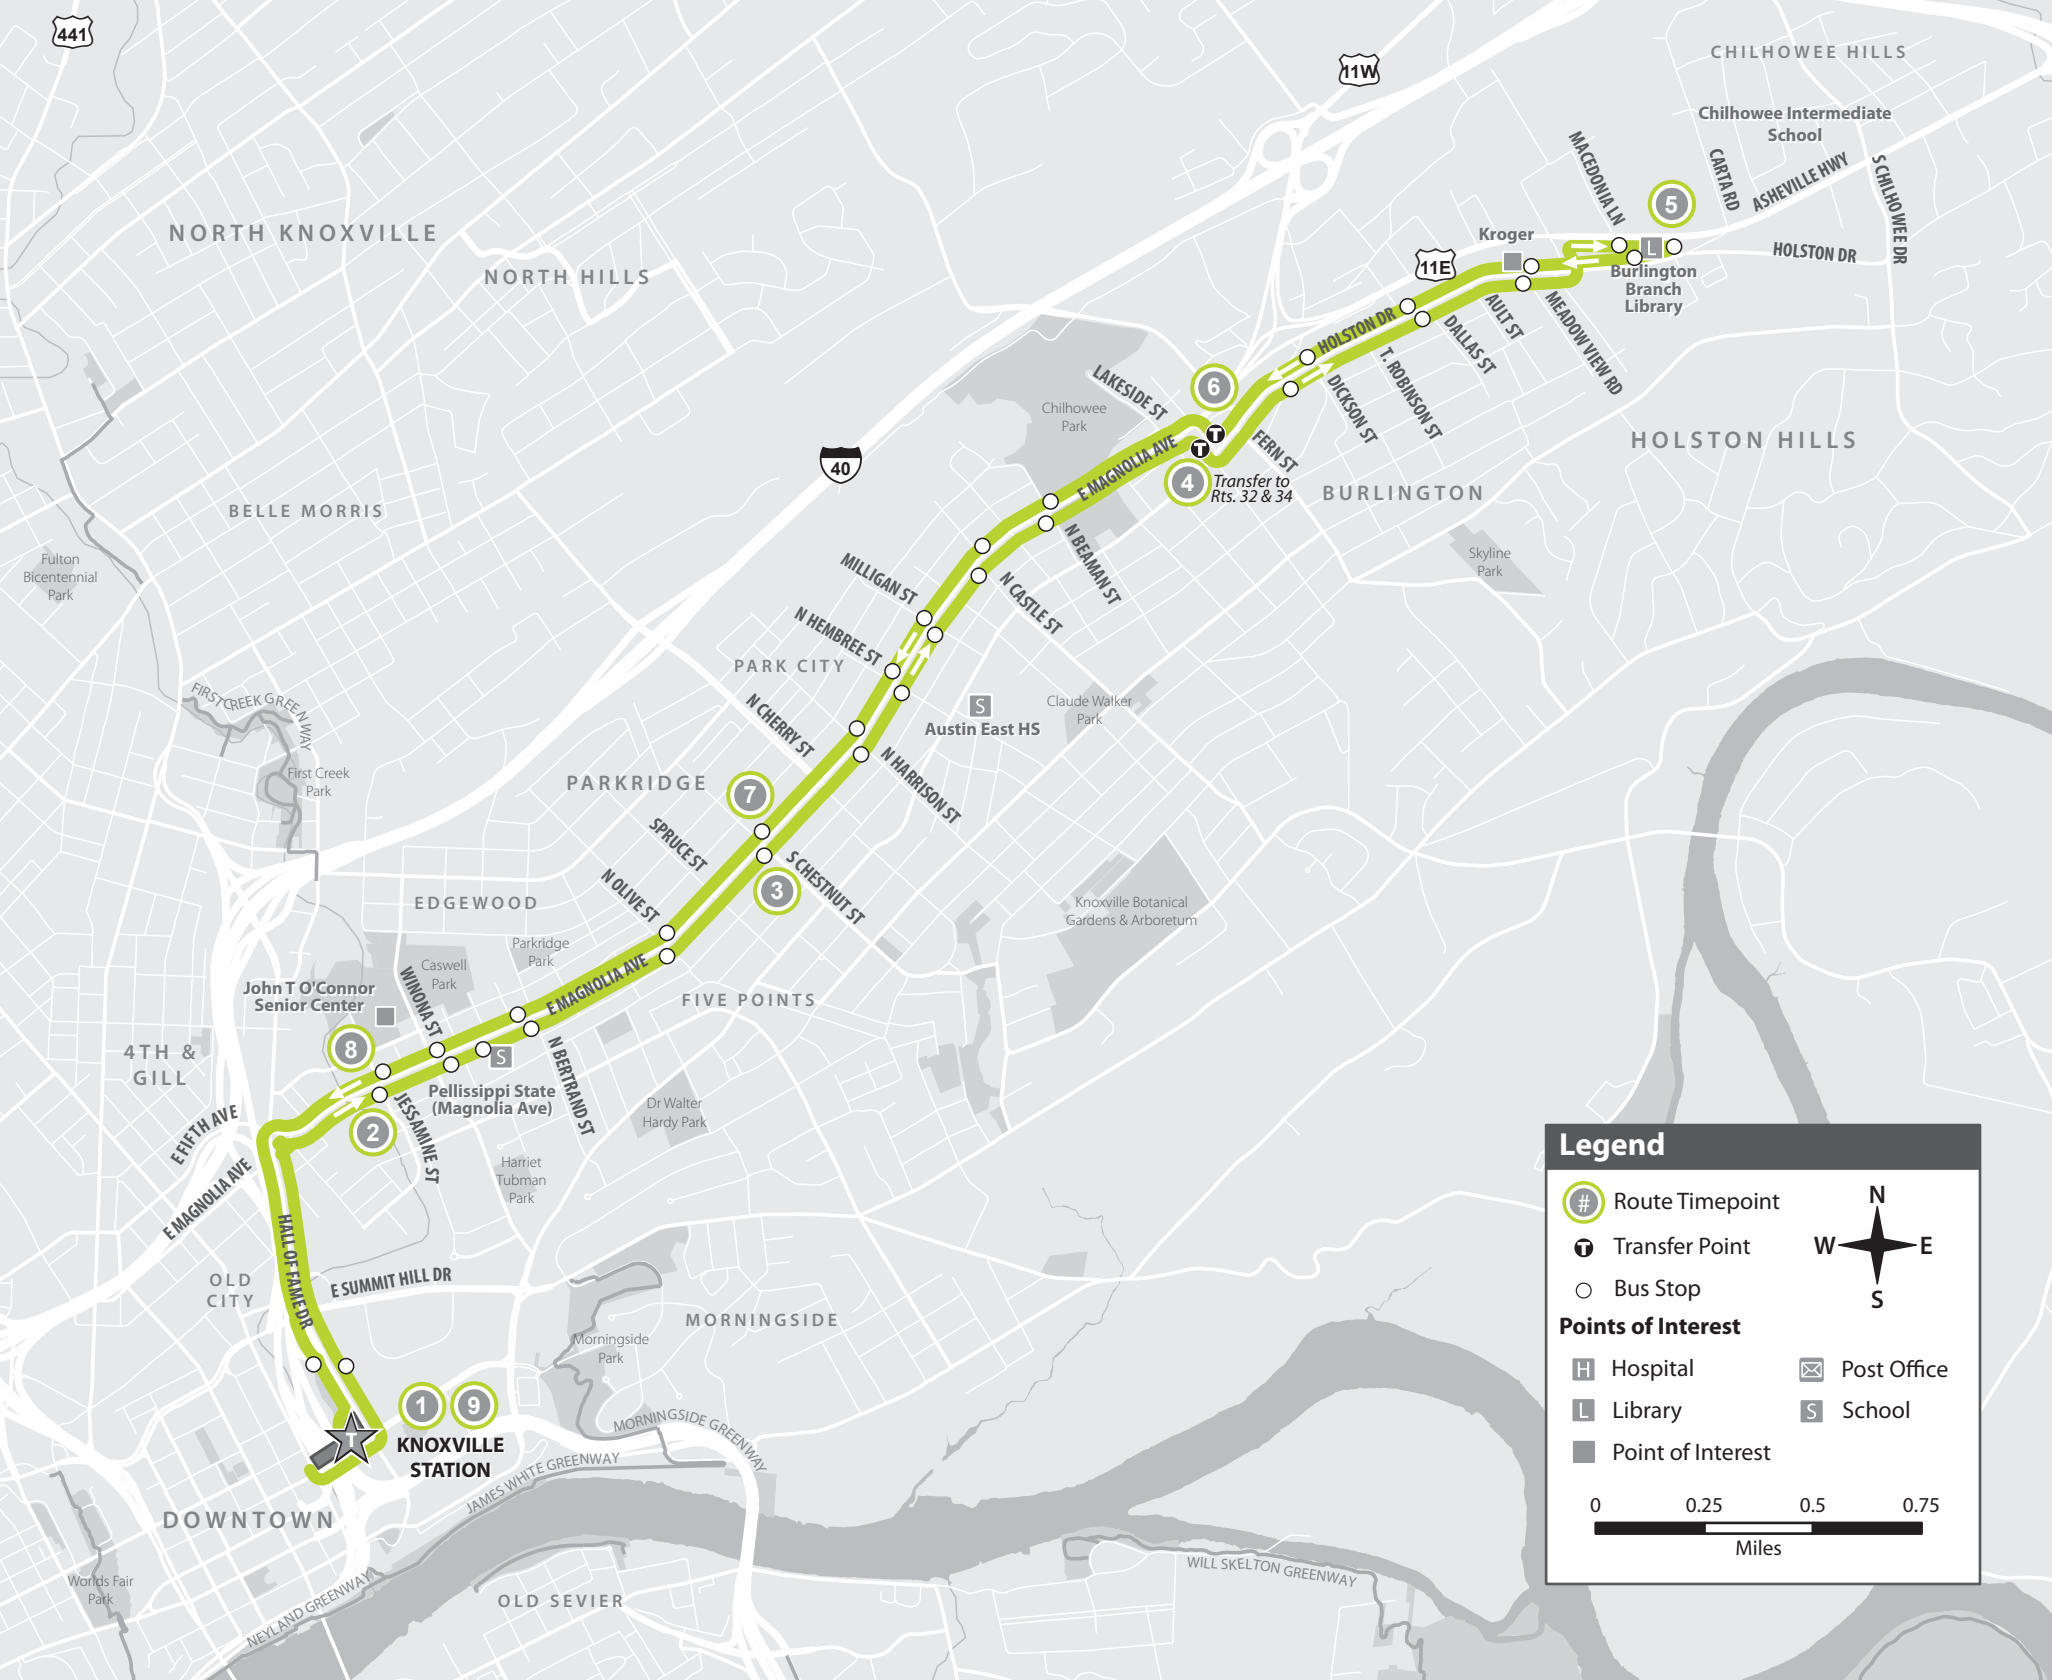 441
11W
CHILHOWEE HILLS
Chilhowee Intermediate
School
MACEDONIA LN
CARTA RD
ASHEVILLE HWY
S CHILHOWEE DR
5
NORTH KNOXVILLE
NORTH HILLS
Kroger
L
HOLSTON DR
11E
Burlington
Branch
Library
HOLSTON DR
AULT ST
MEADOW VIEW RD
DALLAS ST
T. ROBINSON ST
DICKSON ST
LAKESIDE ST
6
Chilhowee
Park
T
T
FERN ST
E MAGNOLIA AVE
4
Transfer to
Rts. 32 & 34
HOLSTON HILLS
BURLINGTON
40
BELLE MORRIS
Fulton
Bicentennial
Park
Skyline
Park
N BEAMAN ST
MILLIGAN ST
N CASTLE ST
N HEMBREE ST
PARK CITY
FIRST CREEK GREENWAY
N CHERRY ST
S
Austin East HS
Claude Walker
Park
First Creek
Park
PARKRIDGE
7
N HARRISON ST
SPRUCE ST
3
S CHESTNUT ST
N OLIVE ST
EDGEWOOD
Knoxville Botanical
Gardens & Arboretum
Parkridge
Park
Caswell
Park
WINONA ST
John T O'Connor
Senior Center
E MAGNOLIA AVE
FIVE POINTS
4TH &
GILL
8
S
Pellissippi State
(Magnolia Ave)
N BERTRAND ST
2
JESSAMINE ST
Dr Walter
Hardy Park
E FIFTH AVE
E MAGNOLIA AVE
Harriet
Tubman
Park
HALL OF FAME DR
OLD
CITY
E SUMMIT HILL DR
MORNINGSIDE
Morningside
Park
1
9
T
KNOXVILLE
STATION
MORNINGSIDE GREENWAY
JAMES WHITE GREENWAY
DOWNTOWN
Worlds Fair
Park
NEYLAND GREENWAY
OLD SEVIER
WILL SKELTON GREENWAY
Legend
# Route Timepoint
T Transfer Point
Bus Stop
N
W E
S
Points of Interest
H Hospital
Post Office
L Library
S School
Point of Interest
0 0.25 0.5 0.75
Miles